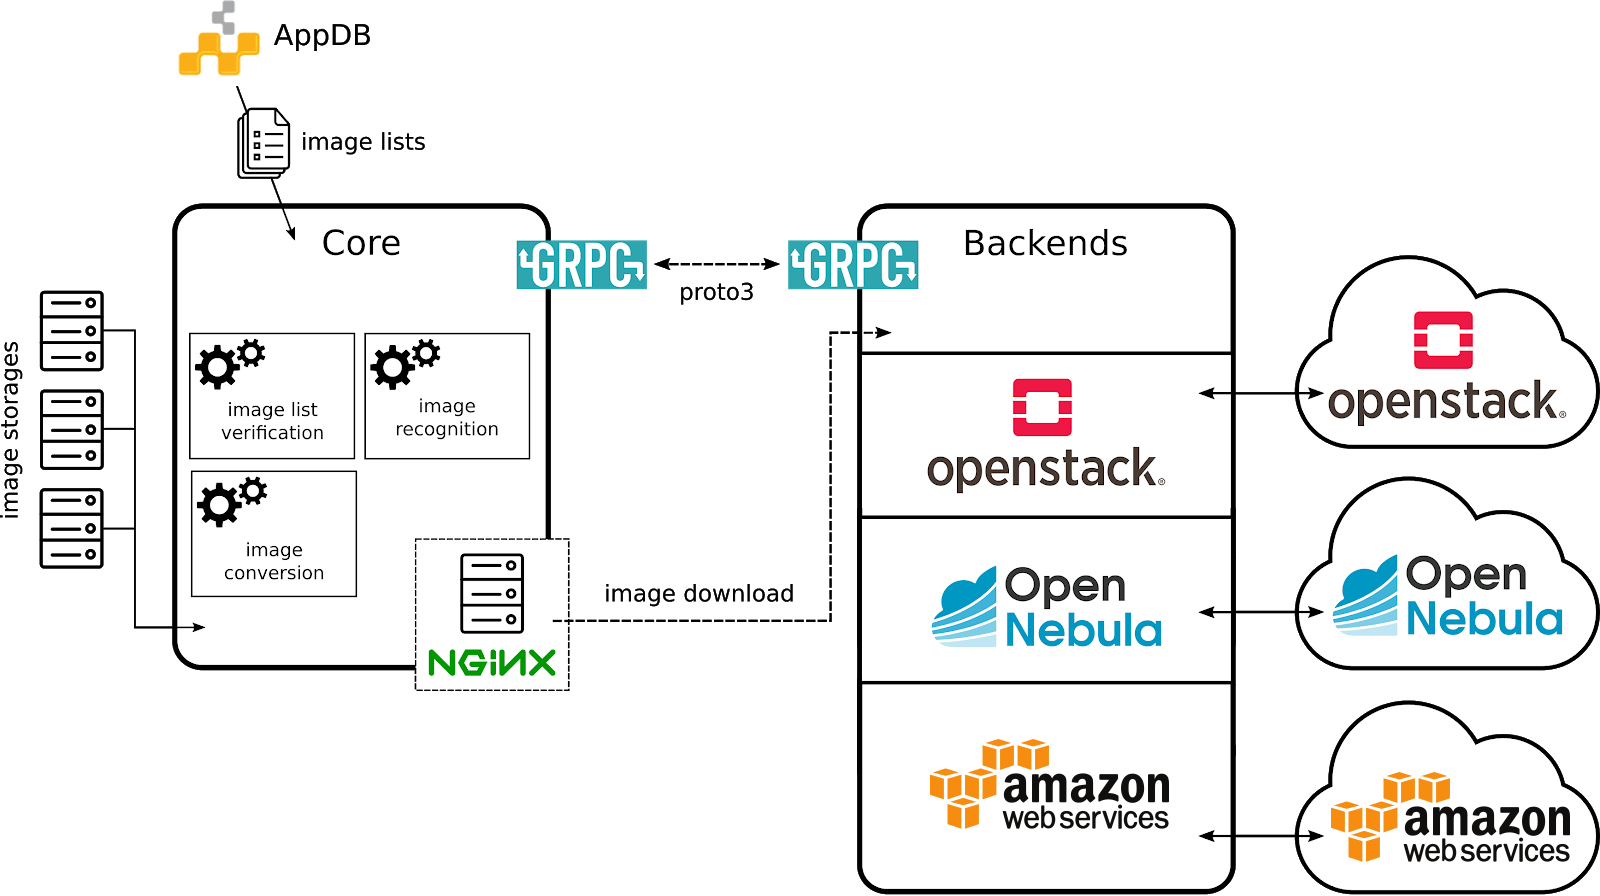 AppDB
image lists
Core
GRPC
proto3
GRPC
Backends
image storages
image list
verification
image
recognition
image
conversion
NGINX
image download
openstack®
Open
Nebula
amazon
web services
openstack®
Open
Nebula
amazon
web services